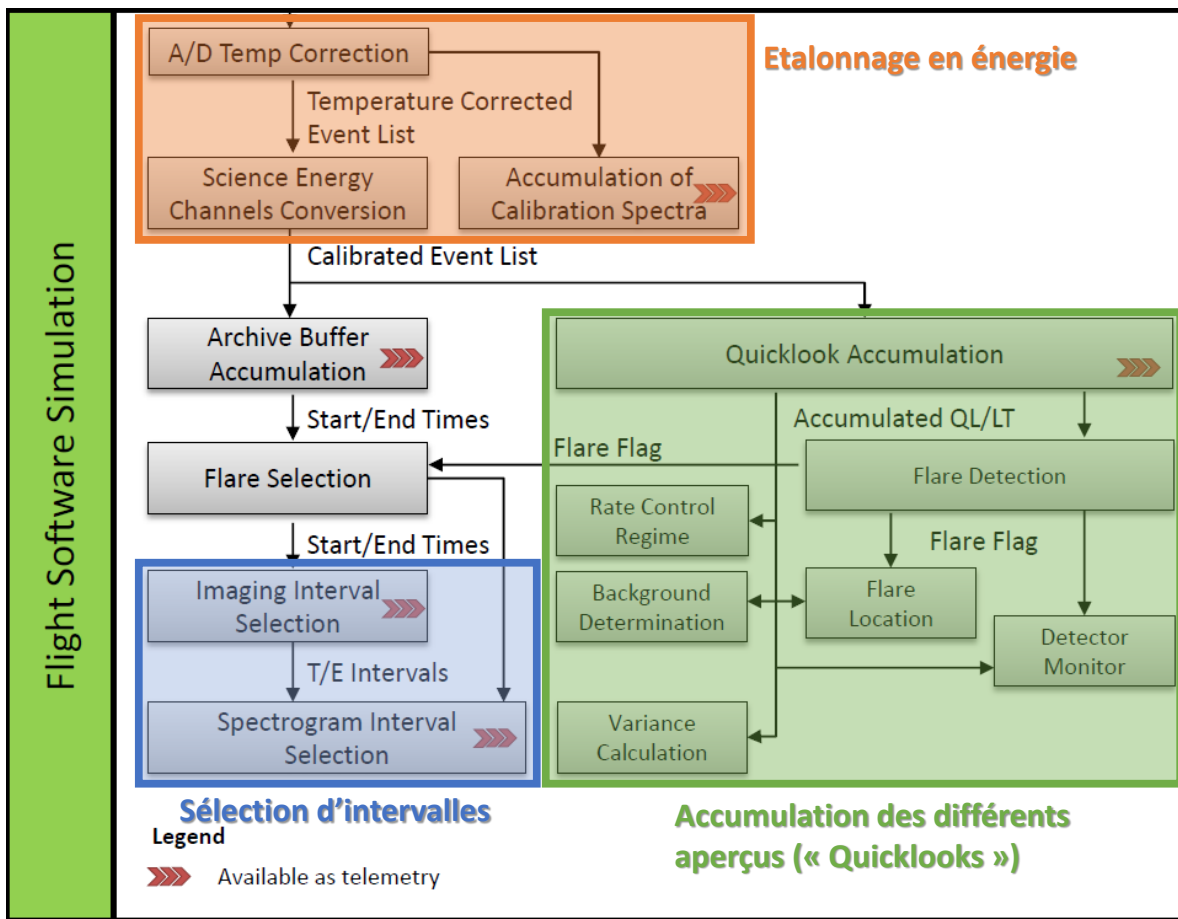 Flight Software Simulation
A/D Temp Correction
Etalonnage en énergie
Temperature Corrected
Event List
Science Energy
Channels Conversion
Accumulation of
Calibration Spectra
Calibrated Event List
Archive Buffer
Accumulation
Quicklook Accumulation
Start/End Times
Accumulated QL/LT
Flare Flag
Flare Selection
Flare Detection
Rate Control
Regime
Start/End Times
Flare Flag
Imaging Interval
Selection
Background
Determination
Flare
Location
Detector
Monitor
T/E Intervals
Spectrogram Interval
Selection
Variance
Calculation
Sélection d'intervalles
Accumulation des différents
aperçus (« Quicklooks »)
Legend
Available as telemetry